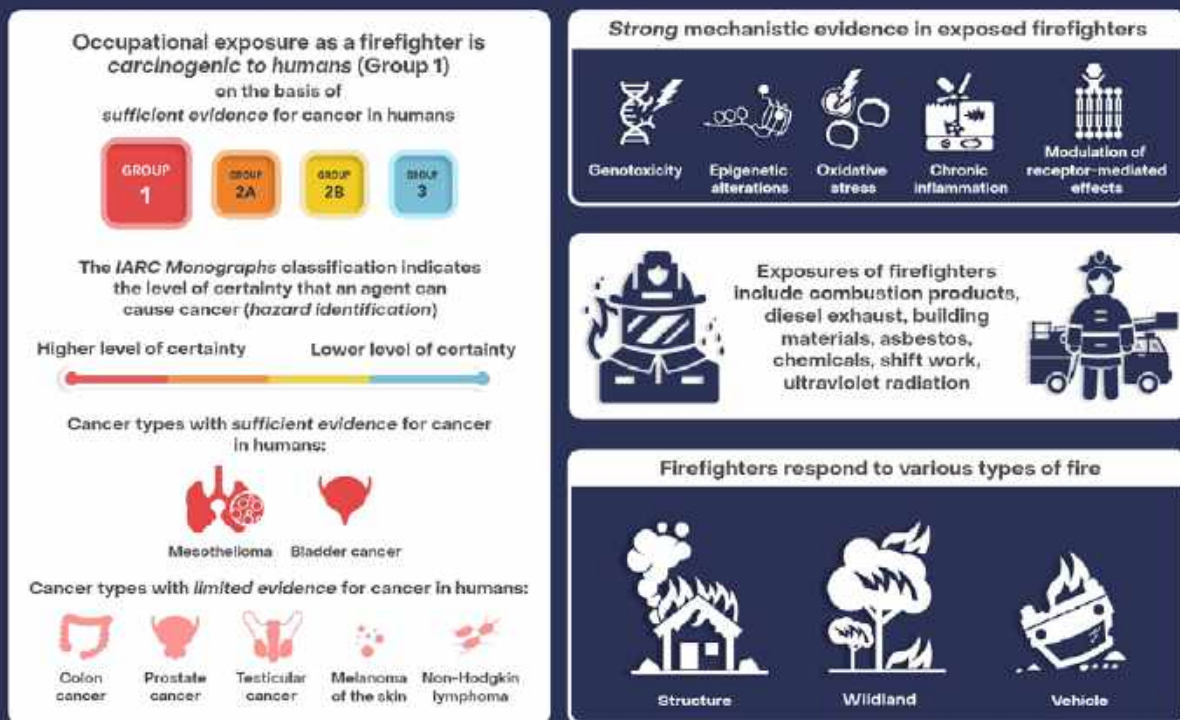 Occupational exposure as a firefighter is
carcinogenic to humans (Group 1)
on the basis of
sufficient evidence for cancer in humans
GROUP
1
GROUP
2A
GROUP
2B
GROUP
3
The IARC Monographs classification indicates
the level of certainty that an agent can
cause cancer (hazard identification)
Higher level of certainty
Lower level of certainty
Cancer types with sufficient evidence for cancer
in humans:
Mesothelioma
Bladder cancer
Cancer types with limited evidence for cancer in humans:
Colon
cancer
Prostate
cancer
Testicular
cancer
Melanoma
of the skin
Non-Hodgkin
lymphoma
Strong mechanistic evidence in exposed firefighters
Genotoxicity
Epigenetic
alterations
Oxidative
stress
Chronic
inflammation
Modulation of
receptor-mediated
effects
Exposures of firefighters
include combustion products,
diesel exhaust, building
materials, asbestos,
chemicals, shift work,
ultraviolet radiation
Firefighters respond to various types of fire
Structure
Wildland
Vehicle